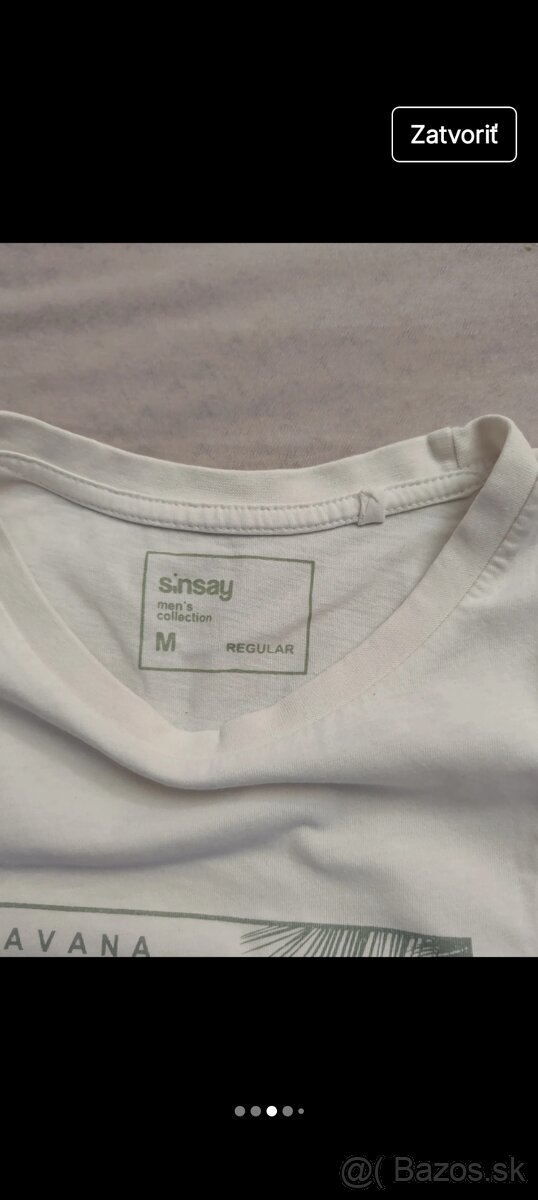 Zatvoriť
sinsay
men's
collection
M REGULAR
AVANA
@( Bazos.sk